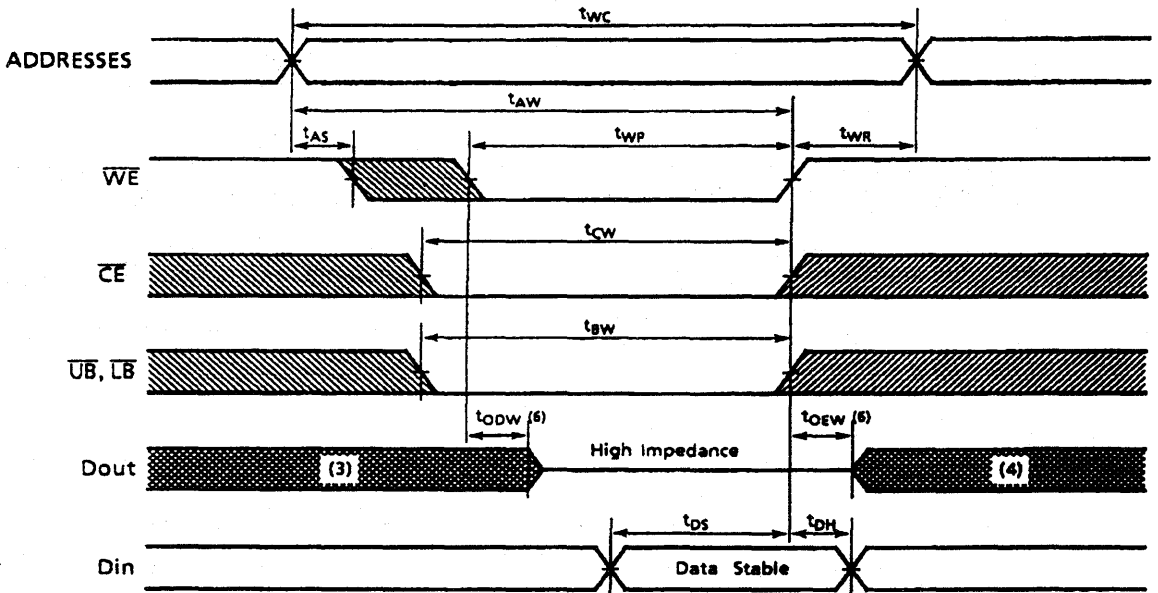 tWC
ADDRESSES
tAW
tAS tWP tWR
WE
tCW
CE
tBW
UB, LB
tODW (6) tOEW (6)
High Impedance
Dout (3) (4)
tDS tDH
Din Data Stable